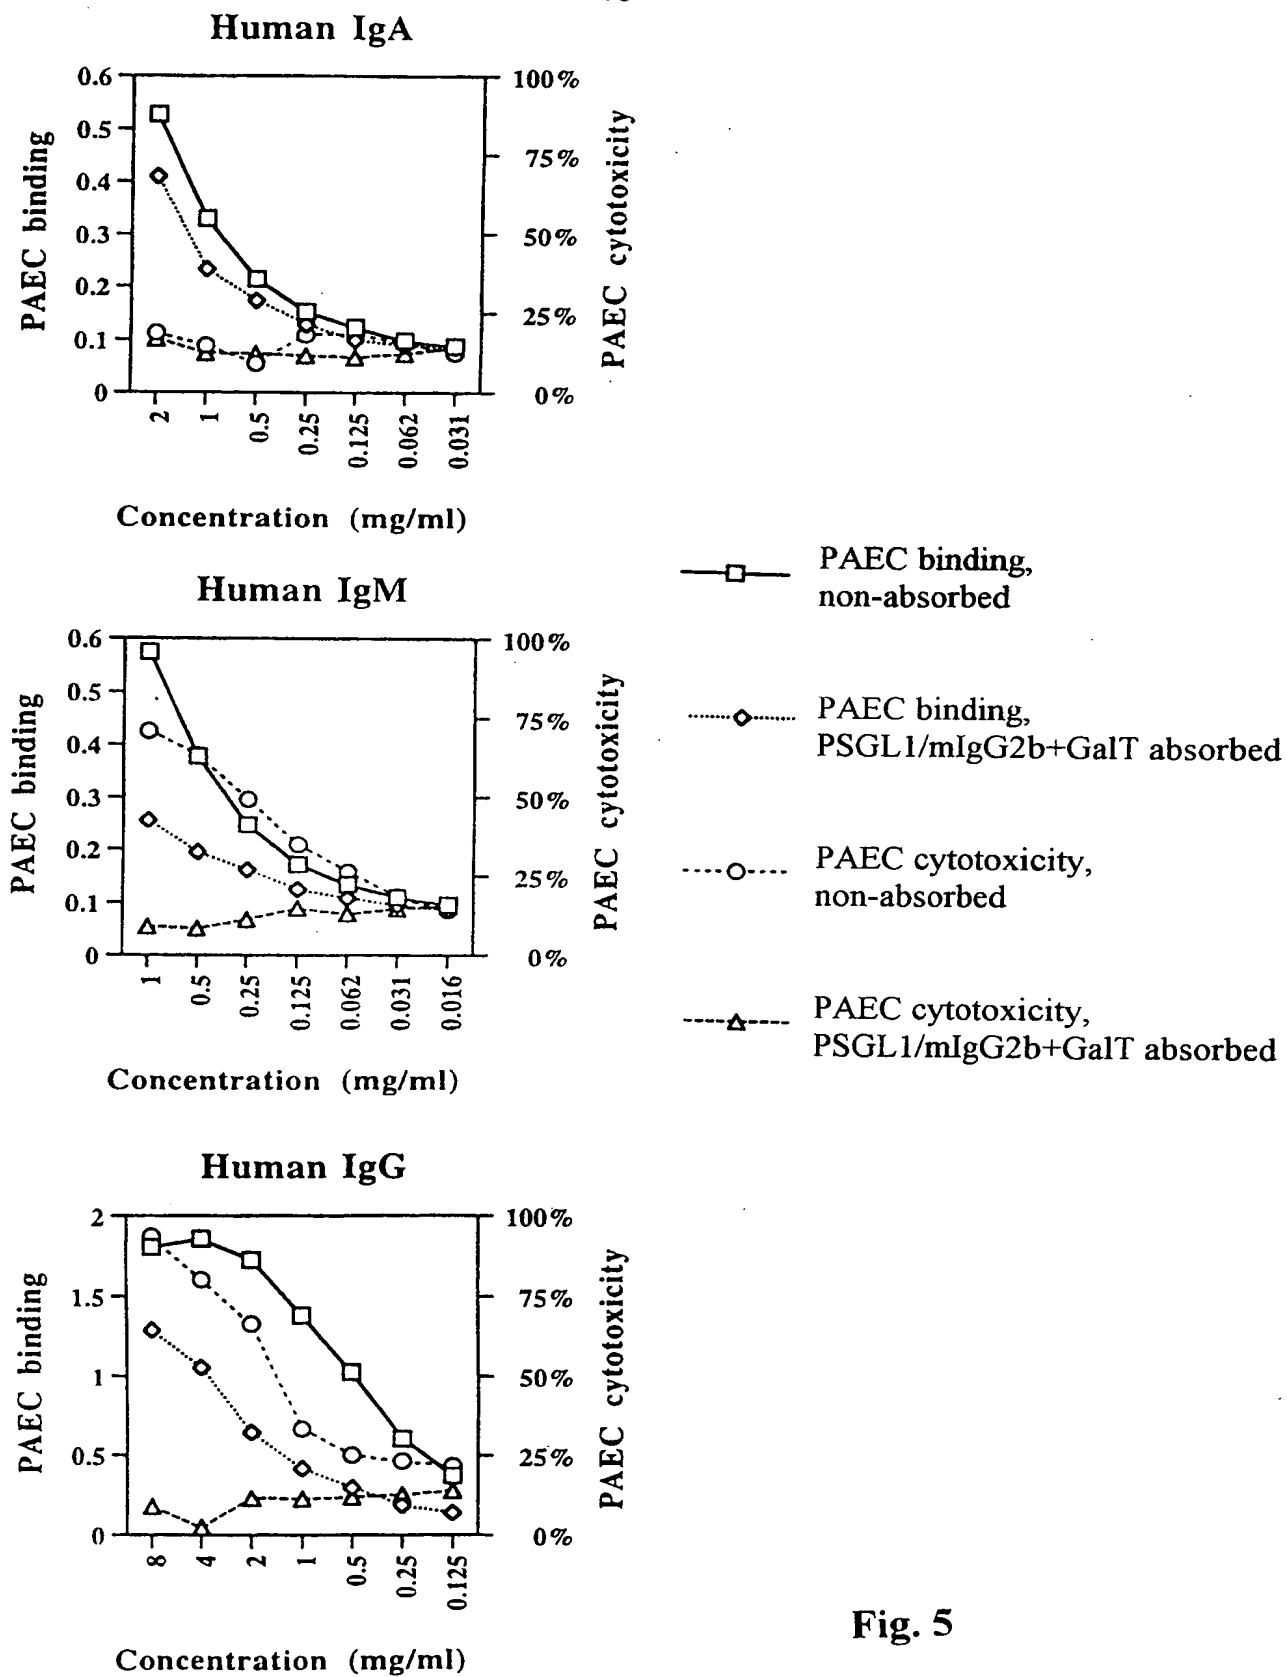 Human IgA
0.6
0.5
0.4
0.3
0.2
0.1
0
PAEC binding
100%
75%
50%
25%
0%
PAEC cytotoxicity
2
1
0.5
0.25
0.125
0.062
0.031
Concentration (mg/ml)
Human IgM
0.6
0.5
0.4
0.3
0.2
0.1
0
PAEC binding
100%
75%
50%
25%
0%
PAEC cytotoxicity
1
0.5
0.25
0.125
0.062
0.031
0.016
Concentration (mg/ml)
PAEC binding,
non-absorbed
PAEC binding,
PSGL1/mIgG2b+GalT absorbed
PAEC cytotoxicity,
non-absorbed
PAEC cytotoxicity,
PSGL1/mIgG2b+GalT absorbed
Human IgG
2
1.5
1
0.5
0
PAEC binding
100%
75%
50%
25%
0%
PAEC cytotoxicity
8
4
2
1
0.5
0.25
0.125
Concentration (mg/ml)
Fig. 5